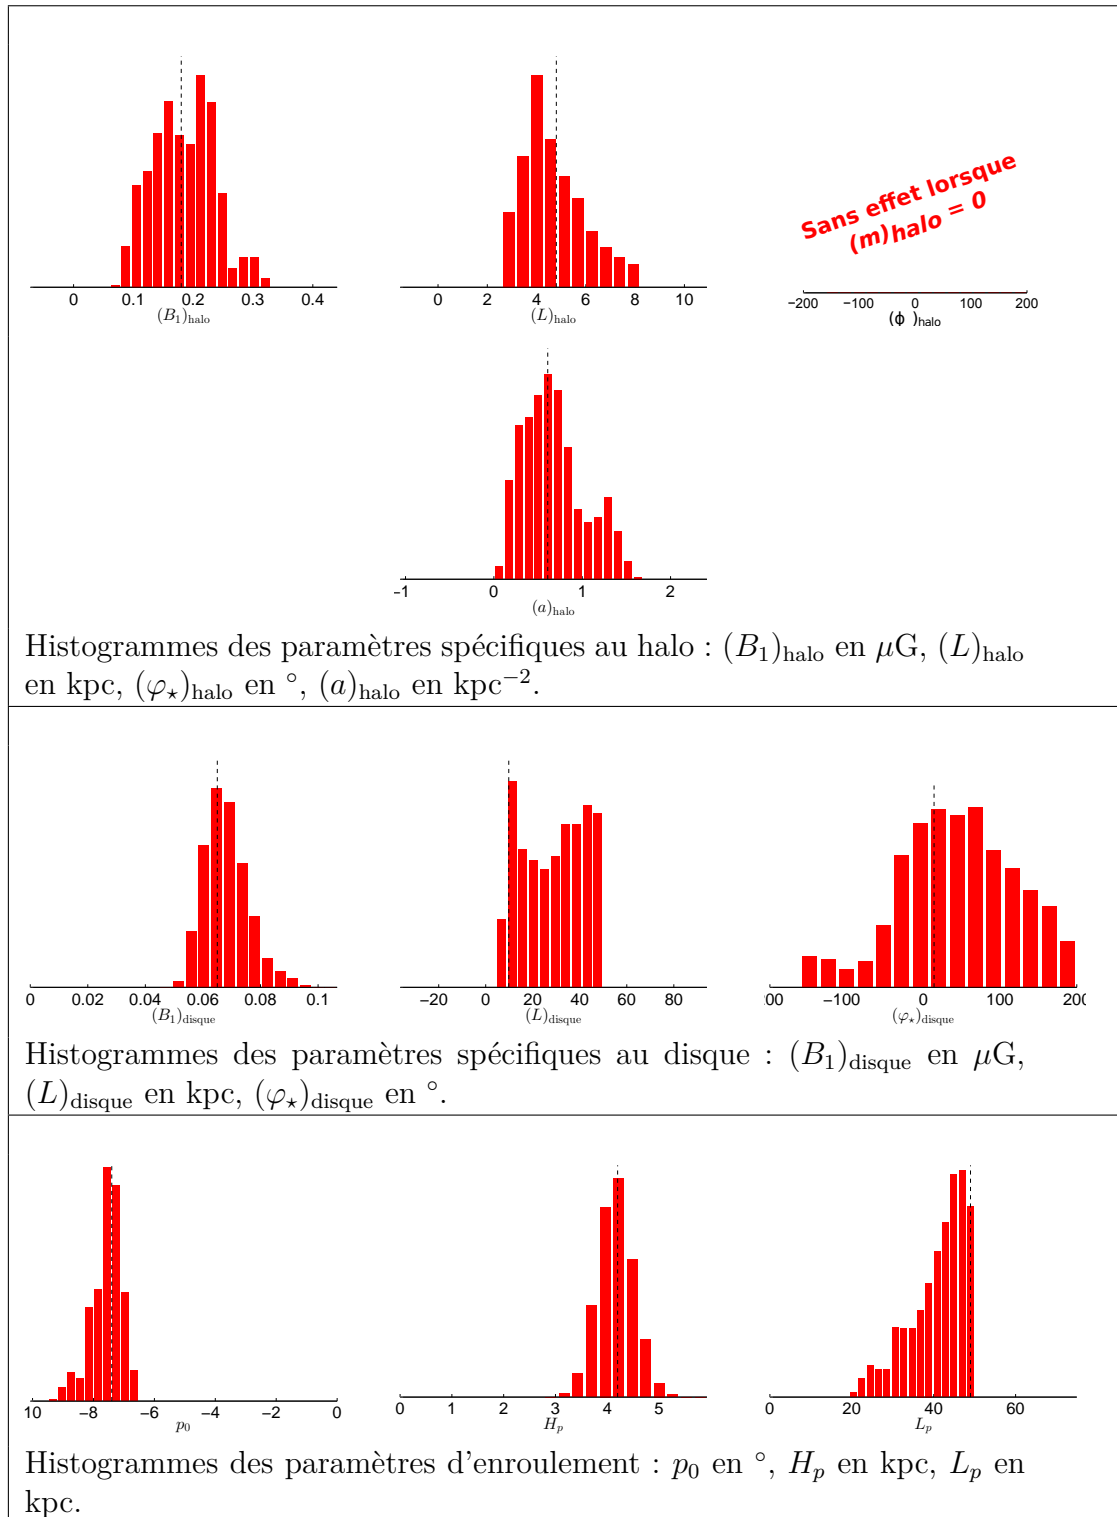 0 0.1 0.2 0.3 0.4
(B₁)halo
0 2 4 6 8 10
(L)halo
Sans effet lorsque
(m)halo = 0
−200 −100 0 100 200
(ϕ )halo
−1 0 1 2
(a)halo
Histogrammes des paramètres spécifiques au halo : (B₁)halo en μG, (L)halo
en kpc, (φ⋆)halo en °, (a)halo en kpc⁻².
0 0.02 0.04 0.06 0.08 0.1
(B₁)disque
−20 0 20 40 60 80
(L)disque
00 −100 0 100 200
(φ⋆)disque
Histogrammes des paramètres spécifiques au disque : (B₁)disque en μG,
(L)disque en kpc, (φ⋆)disque en °.
10 −8 −6 −4 −2 0
p₀
0 1 2 3 4 5
Hₚ
0 20 40 60
Lₚ
Histogrammes des paramètres d'enroulement : p₀ en °, Hₚ en kpc, Lₚ en
kpc.